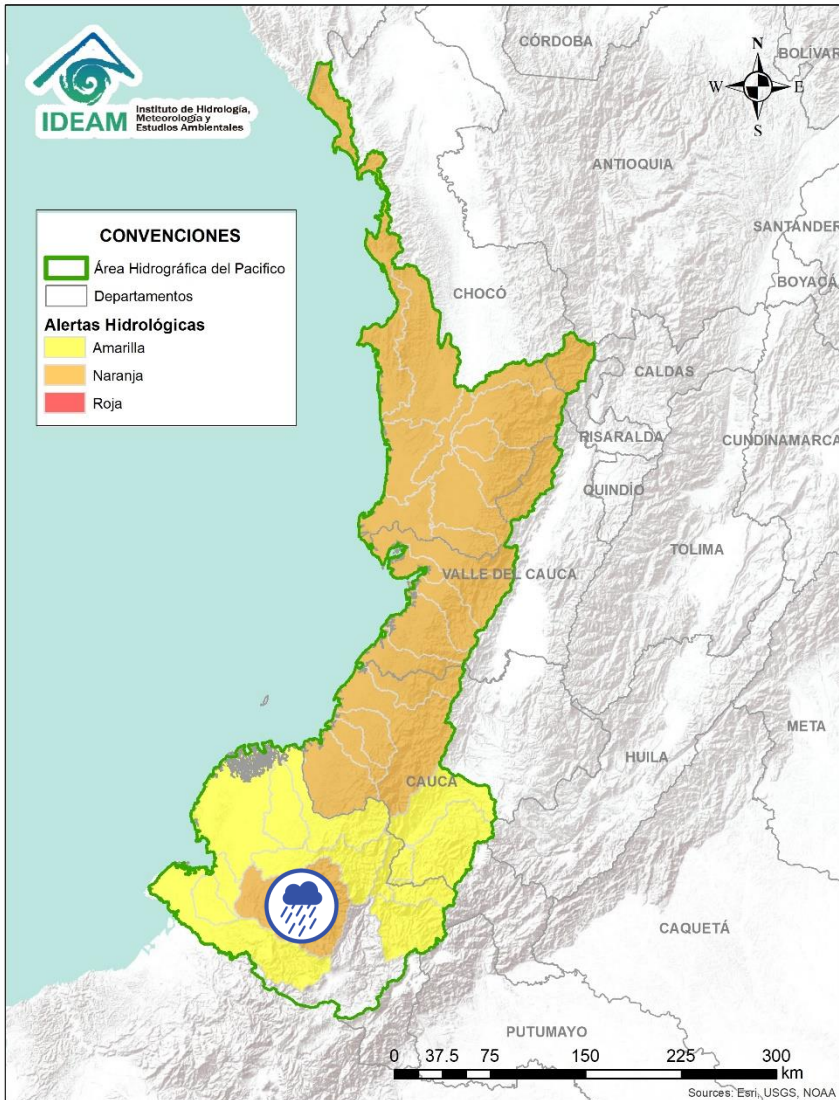 IDEAM
Instituto de Hidrología,
Meteorología y
Estudios Ambientales
N
W
E
S
CÓRDOBA
BOLÍVAR
ANTIOQUIA
SANTANDER
BOYACÁ
CONVENCIONES
Área Hidrográfica del Pacifico
Departamentos
Alertas Hidrológicas
Amarilla
Naranja
Roja
CHOCÓ
CALDAS
RISARALDA
CUNDINAMARCA
QUINDÍO
TOLIMA
VALLE DEL CAUCA
META
HUILA
CAUCA
CAQUETÁ
PUTUMAYO
0 37.5 75 150 225 300
km
Sources: Esri, USGS, NOAA